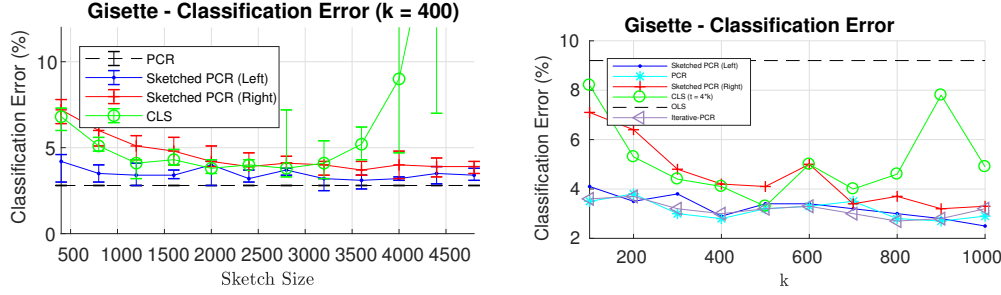 Gisette - Classification Error (k = 400)
Classification Error (%)
10
5
0
PCR
Sketched PCR (Left)
Sketched PCR (Right)
CLS
500 1000 1500 2000 2500 3000 3500 4000 4500
Sketch Size
Gisette - Classification Error
Classification Error (%)
10
8
6
4
2
Sketched PCR (Left)
PCR
Sketched PCR (Right)
CLS (t = 4*k)
OLS
Iterative-PCR
200 400 600 800 1000
k